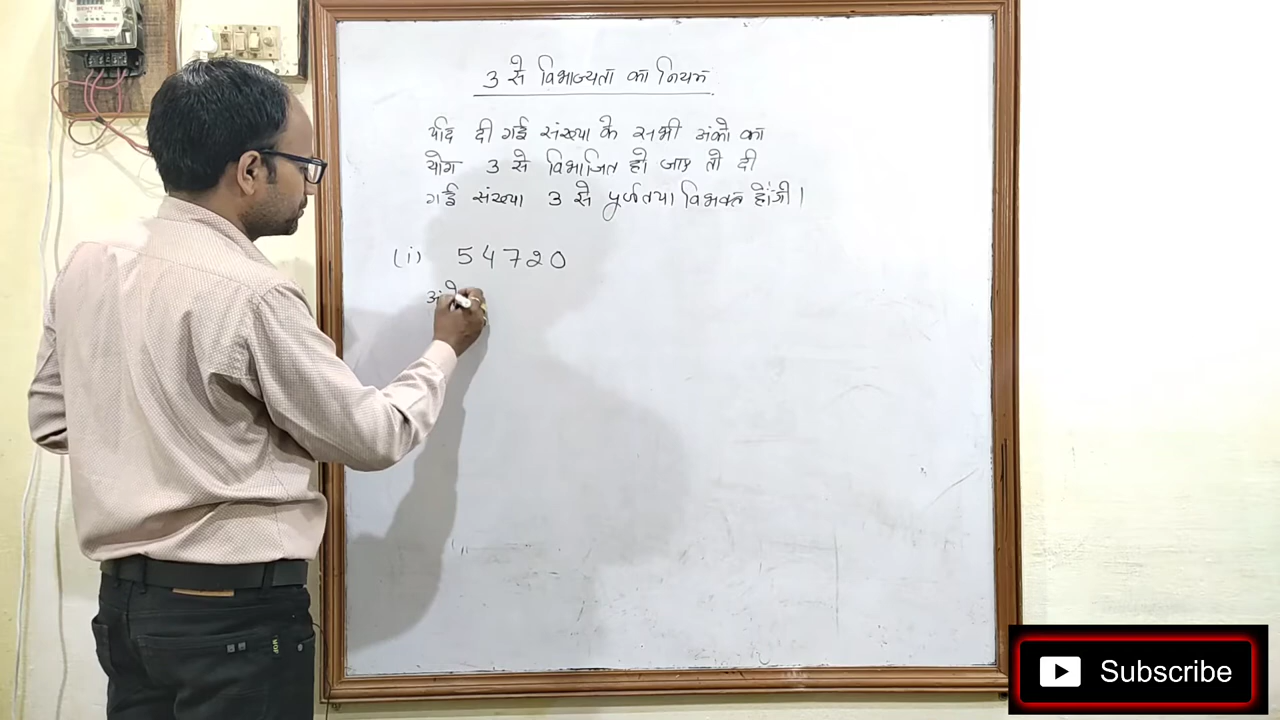 3 से विभाज्यता का नियम
यदि दी गई संख्या के सभी अंको का
योग 3 से विभाजित हो जाए तो दी
गई संख्या 3 से पूर्णतया विभक्त होंगी।
(i) 54720
Subscribe